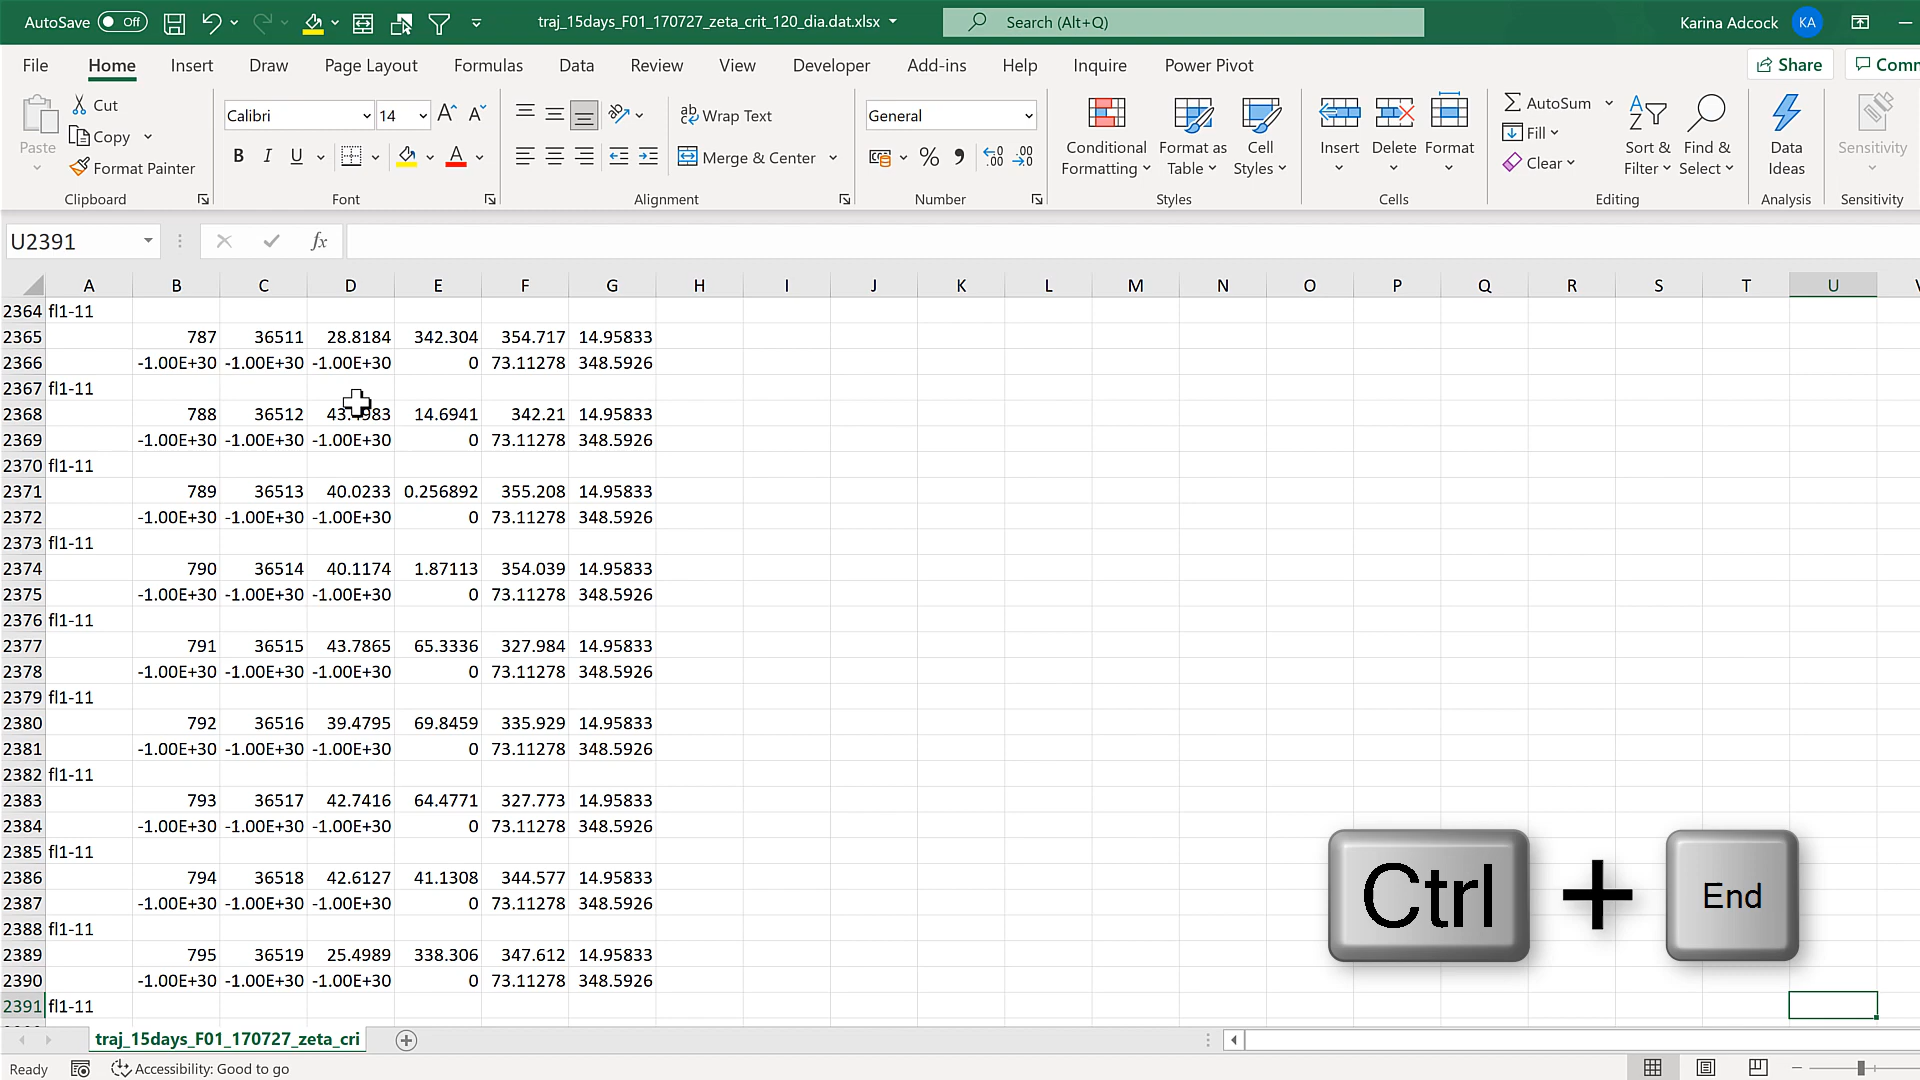 AutoSave Off traj_15days_F01_170727_zeta_crit_120_dia.dat.xlsx Search (Alt+Q) Karina Adcock KA
File Home Insert Draw Page Layout Formulas Data Review View Developer Add-ins Help Inquire Power Pivot Share Comm
Paste Cut Copy Format Painter Clipboard
Calibri 14 A^ A˅ B I U A Font
ab Wrap Text Merge & Center Alignment
General % 9 Number
Conditional Formatting Format as Table Cell Styles Styles
Insert Delete Format Cells
AutoSum Fill Clear Sort & Filter Find & Select Editing
Data Ideas Analysis
Sensitivity Sensitivity
U2391 fx
A B C D E F G H I J K L M N O P Q R S T U V
2364 fl1-11
2365 787 36511 28.8184 342.304 354.717 14.95833
2366 -1.00E+30 -1.00E+30 -1.00E+30 0 73.11278 348.5926
2367 fl1-11
2368 788 36512 14.6941 342.21 14.95833
2369 -1.00E+30 -1.00E+30 -1.00E+30 0 73.11278 348.5926
2370 fl1-11
2371 789 36513 40.0233 0.256892 355.208 14.95833
2372 -1.00E+30 -1.00E+30 -1.00E+30 0 73.11278 348.5926
2373 fl1-11
2374 790 36514 40.1174 1.87113 354.039 14.95833
2375 -1.00E+30 -1.00E+30 -1.00E+30 0 73.11278 348.5926
2376 fl1-11
2377 791 36515 43.7865 65.3336 327.984 14.95833
2378 -1.00E+30 -1.00E+30 -1.00E+30 0 73.11278 348.5926
2379 fl1-11
2380 792 36516 39.4795 69.8459 335.929 14.95833
2381 -1.00E+30 -1.00E+30 -1.00E+30 0 73.11278 348.5926
2382 fl1-11
2383 793 36517 42.7416 64.4771 327.773 14.95833
2384 -1.00E+30 -1.00E+30 -1.00E+30 0 73.11278 348.5926
2385 fl1-11
2386 794 36518 42.6127 41.1308 344.577 14.95833
2387 -1.00E+30 -1.00E+30 -1.00E+30 0 73.11278 348.5926
2388 fl1-11
2389 795 36519 25.4989 338.306 347.612 14.95833
2390 -1.00E+30 -1.00E+30 -1.00E+30 0 73.11278 348.5926
2391 fl1-11
Ctrl + End
traj_15days_F01_170727_zeta_cri
Ready Accessibility: Good to go